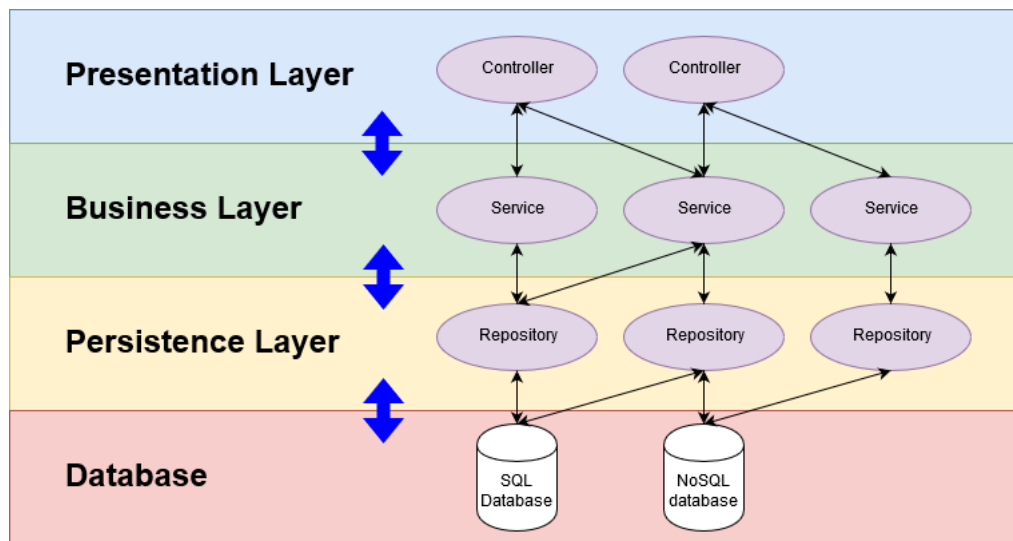 Presentation Layer
Controller
Controller
Business Layer
Service
Service
Service
Persistence Layer
Repository
Repository
Repository
Database
SQL
Database
NoSQL
database